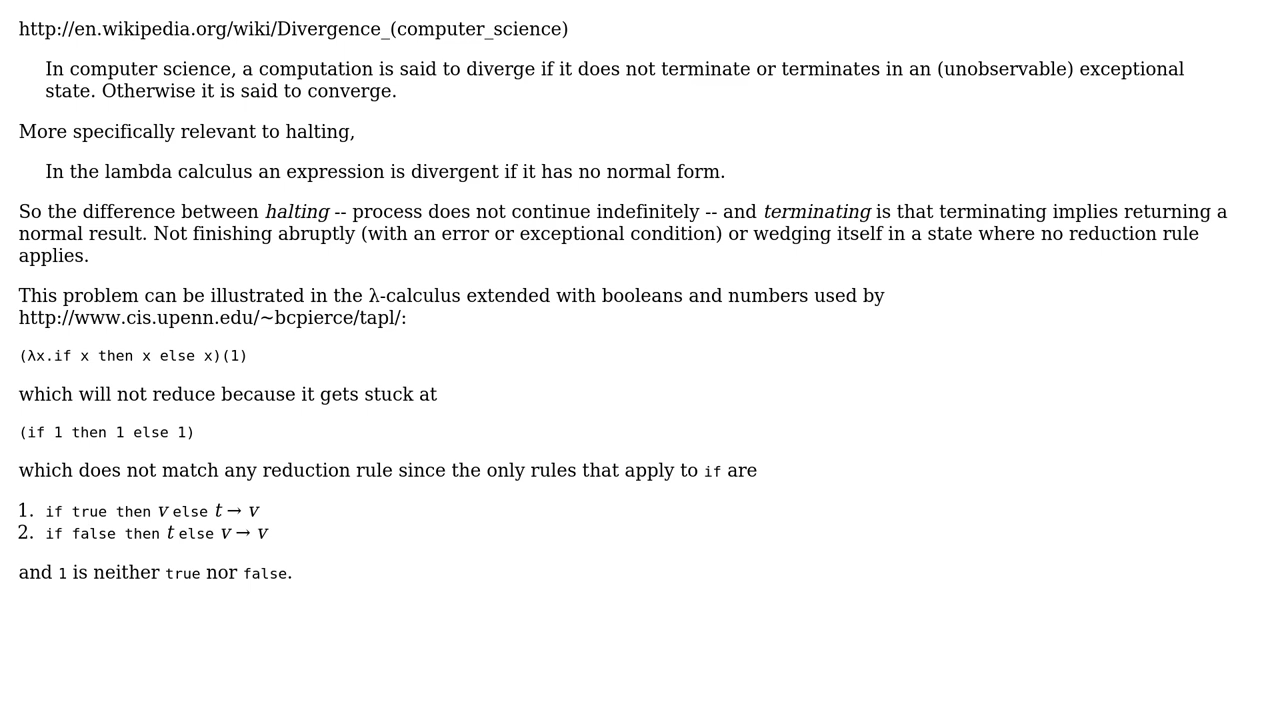 http://en.wikipedia.org/wiki/Divergence_(computer_science)
In computer science, a computation is said to diverge if it does not terminate or terminates in an (unobservable) exceptional
state. Otherwise it is said to converge.
More specifically relevant to halting,
In the lambda calculus an expression is divergent if it has no normal form.
So the difference between halting -- process does not continue indefinitely -- and terminating is that terminating implies returning a
normal result. Not finishing abruptly (with an error or exceptional condition) or wedging itself in a state where no reduction rule
applies.
This problem can be illustrated in the λ-calculus extended with booleans and numbers used by
http://www.cis.upenn.edu/~bcpierce/tapl/:
(λx.if x then x else x)(1)
which will not reduce because it gets stuck at
(if 1 then 1 else 1)
which does not match any reduction rule since the only rules that apply to if are
1. if true then v else t → v
2. if false then t else v → v
and 1 is neither true nor false.